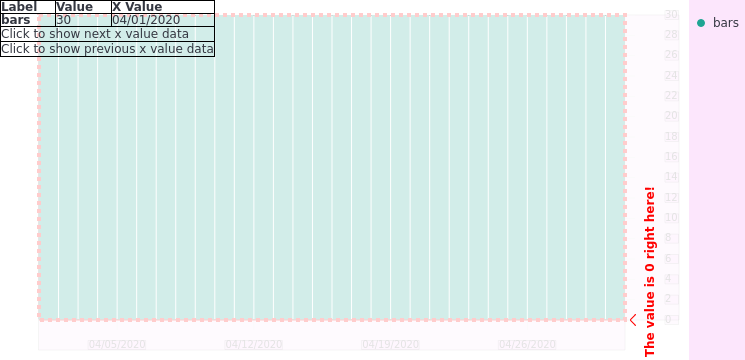 Label Value X Value
bars 30 04/01/2020
Click to show next x value data
Click to show previous x value data
30
28
26
24
22
20
18
16
14
12
10
8
6
4
2
0
The value is 0 right here!
04/05/2020 04/12/2020 04/19/2020 04/26/2020
bars